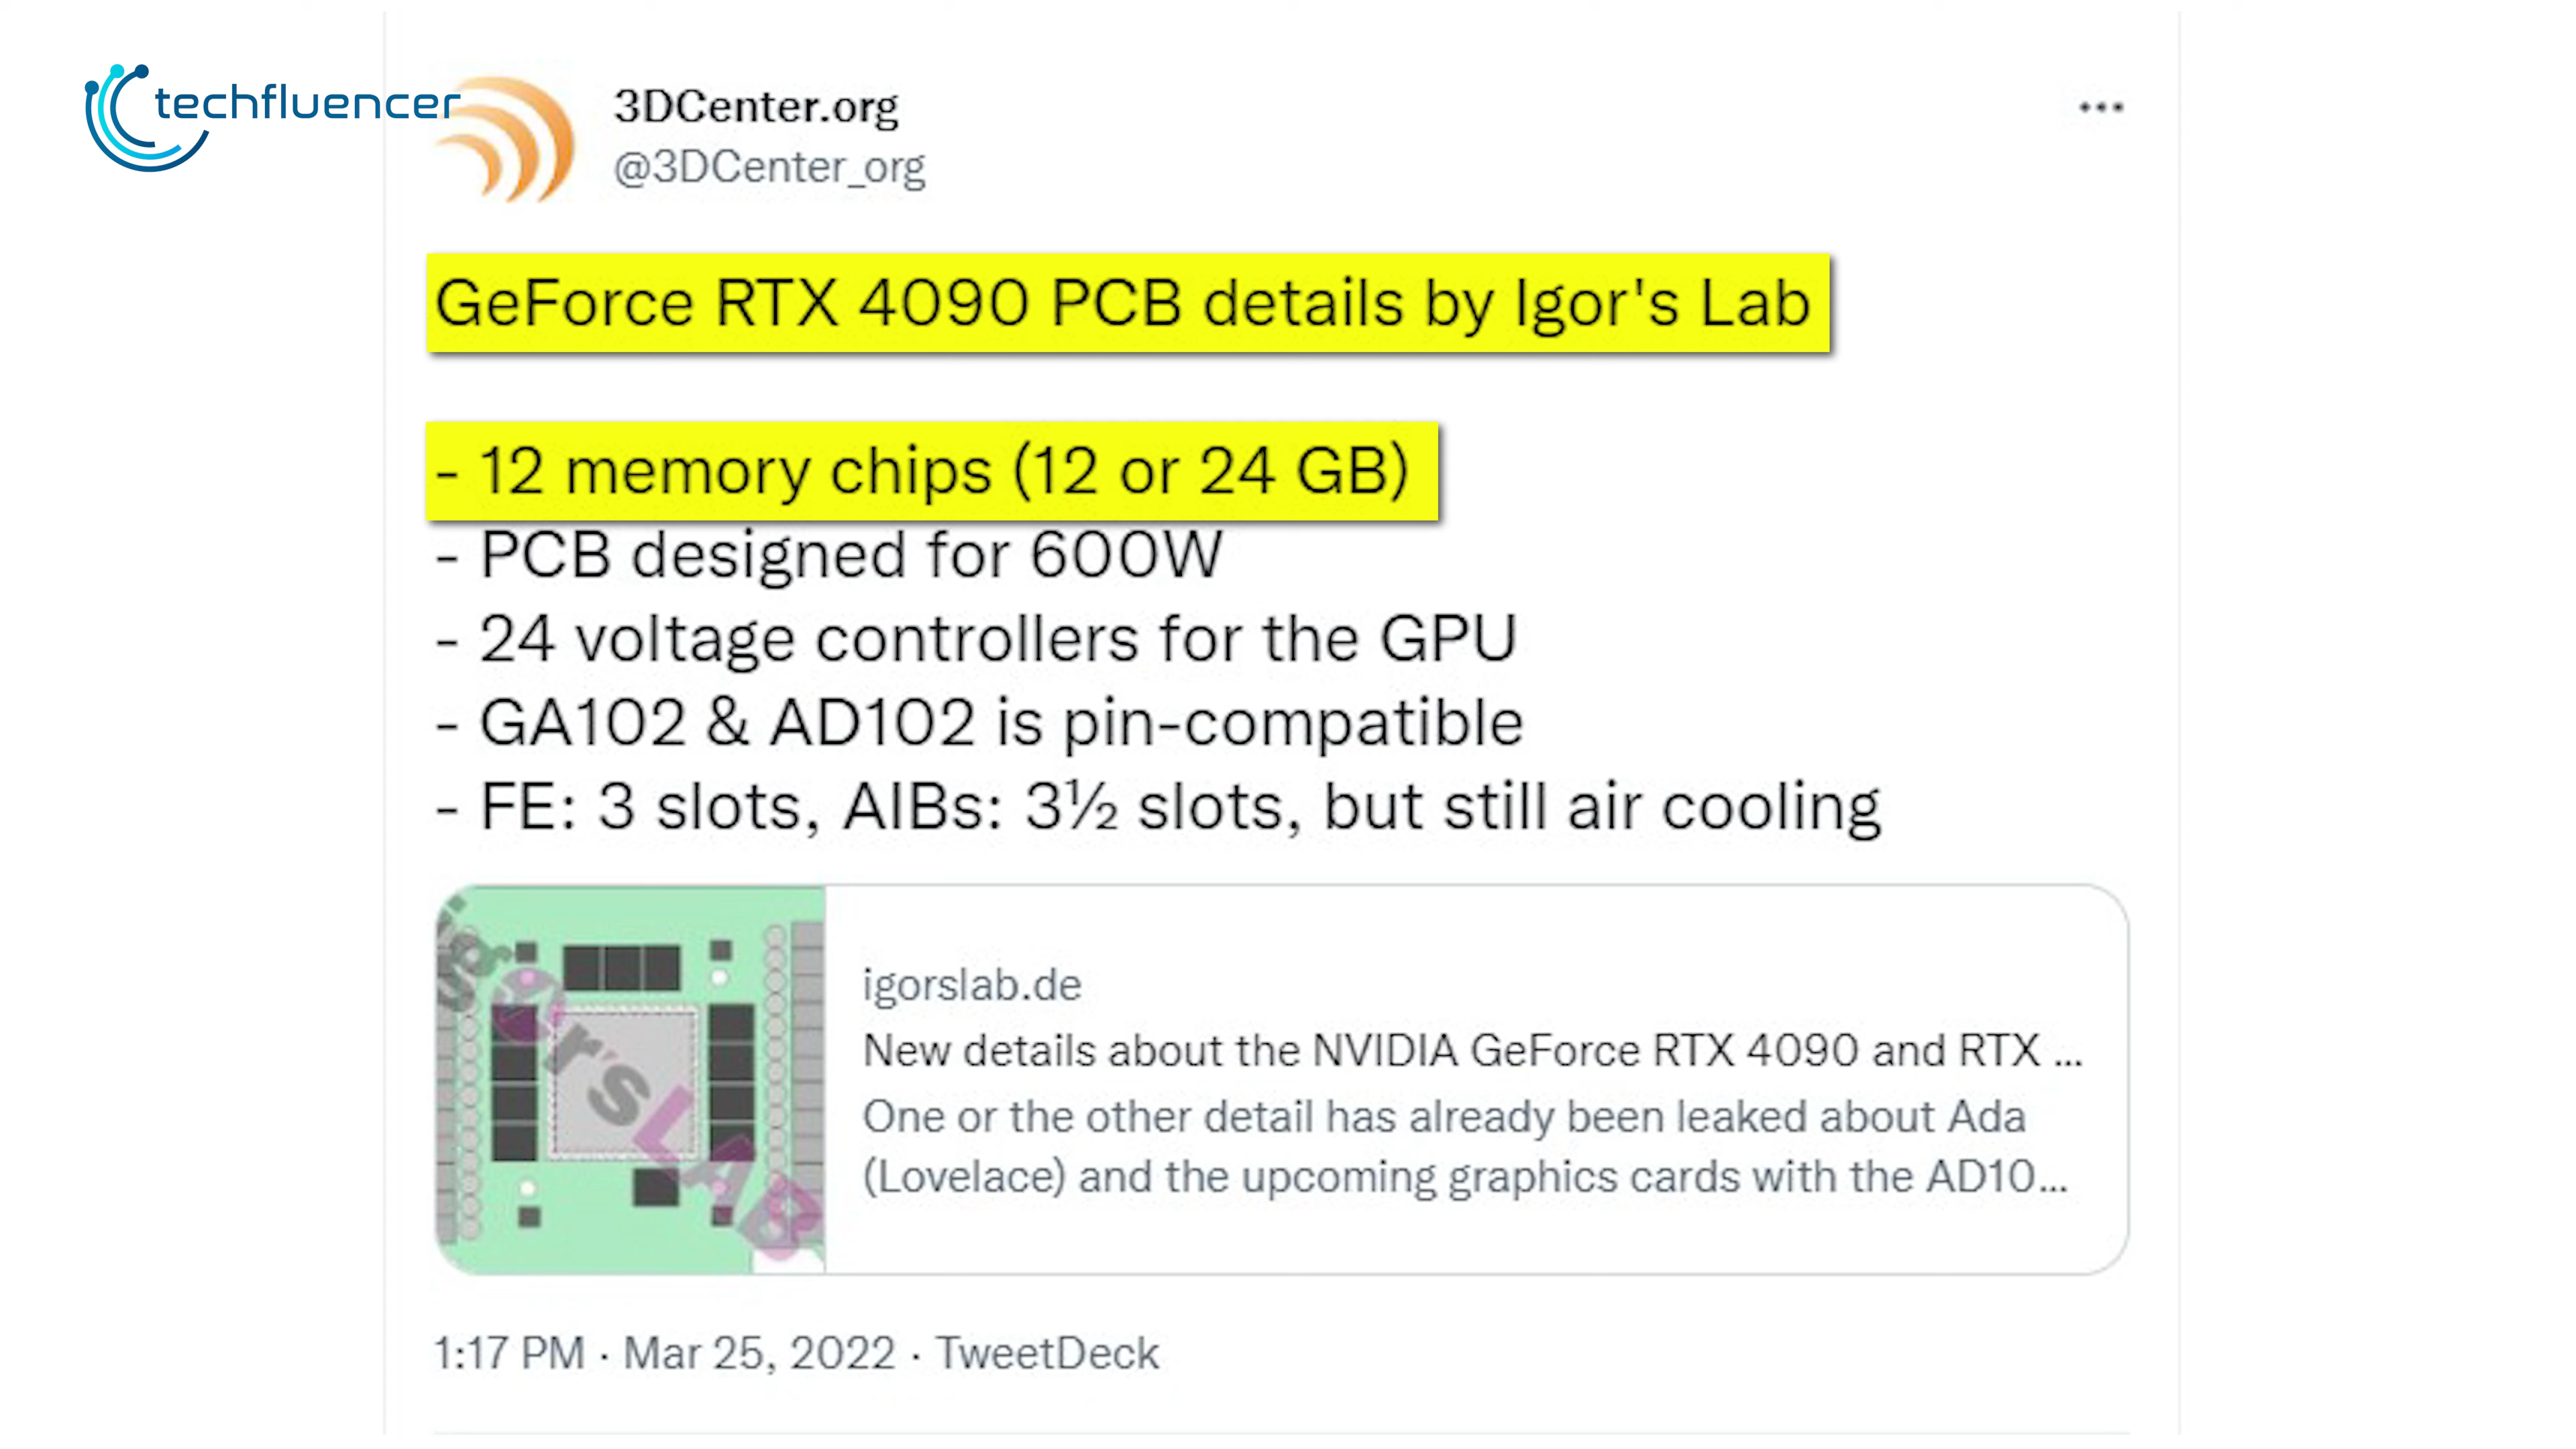 techfluencer
3DCenter.org
@3DCenter_org
GeForce RTX 4090 PCB details by Igor's Lab
- 12 memory chips (12 or 24 GB)
- PCB designed for 600W
- 24 voltage controllers for the GPU
- GA102 & AD102 is pin-compatible
- FE: 3 slots, AIBs: 3½ slots, but still air cooling
igor'sLAB
igorslab.de
New details about the NVIDIA GeForce RTX 4090 and RTX ...
One or the other detail has already been leaked about Ada
(Lovelace) and the upcoming graphics cards with the AD10...
1:17 PM · Mar 25, 2022 · TweetDeck